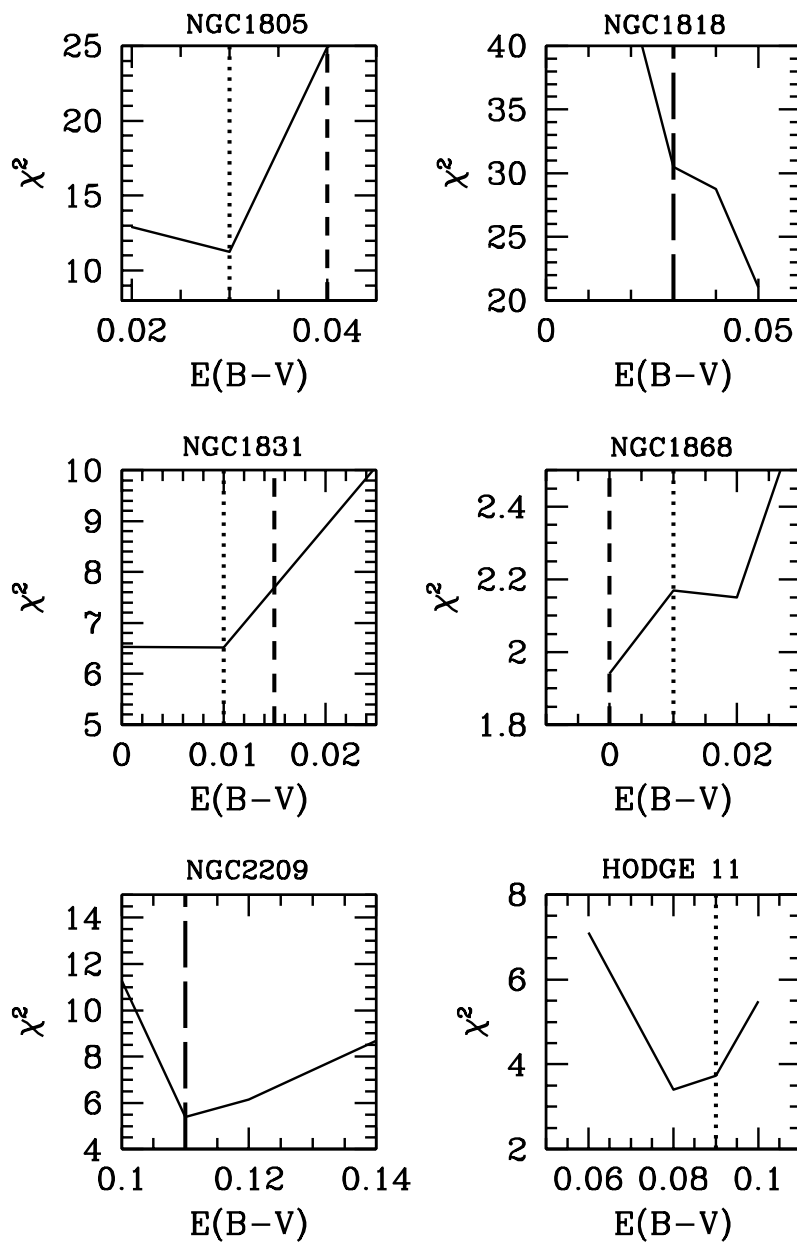 NGC1805
25
20
15
10
χ²
0.02 0.04
E(B−V)
NGC1818
40
35
30
25
20
χ²
0 0.05
E(B−V)
NGC1831
10
9
8
7
6
5
χ²
0 0.01 0.02
E(B−V)
NGC1868
2.4
2.2
2
1.8
χ²
0 0.02
E(B−V)
NGC2209
14
12
10
8
6
4
χ²
0.1 0.12 0.14
E(B−V)
HODGE 11
8
6
4
2
χ²
0.06 0.08 0.1
E(B−V)